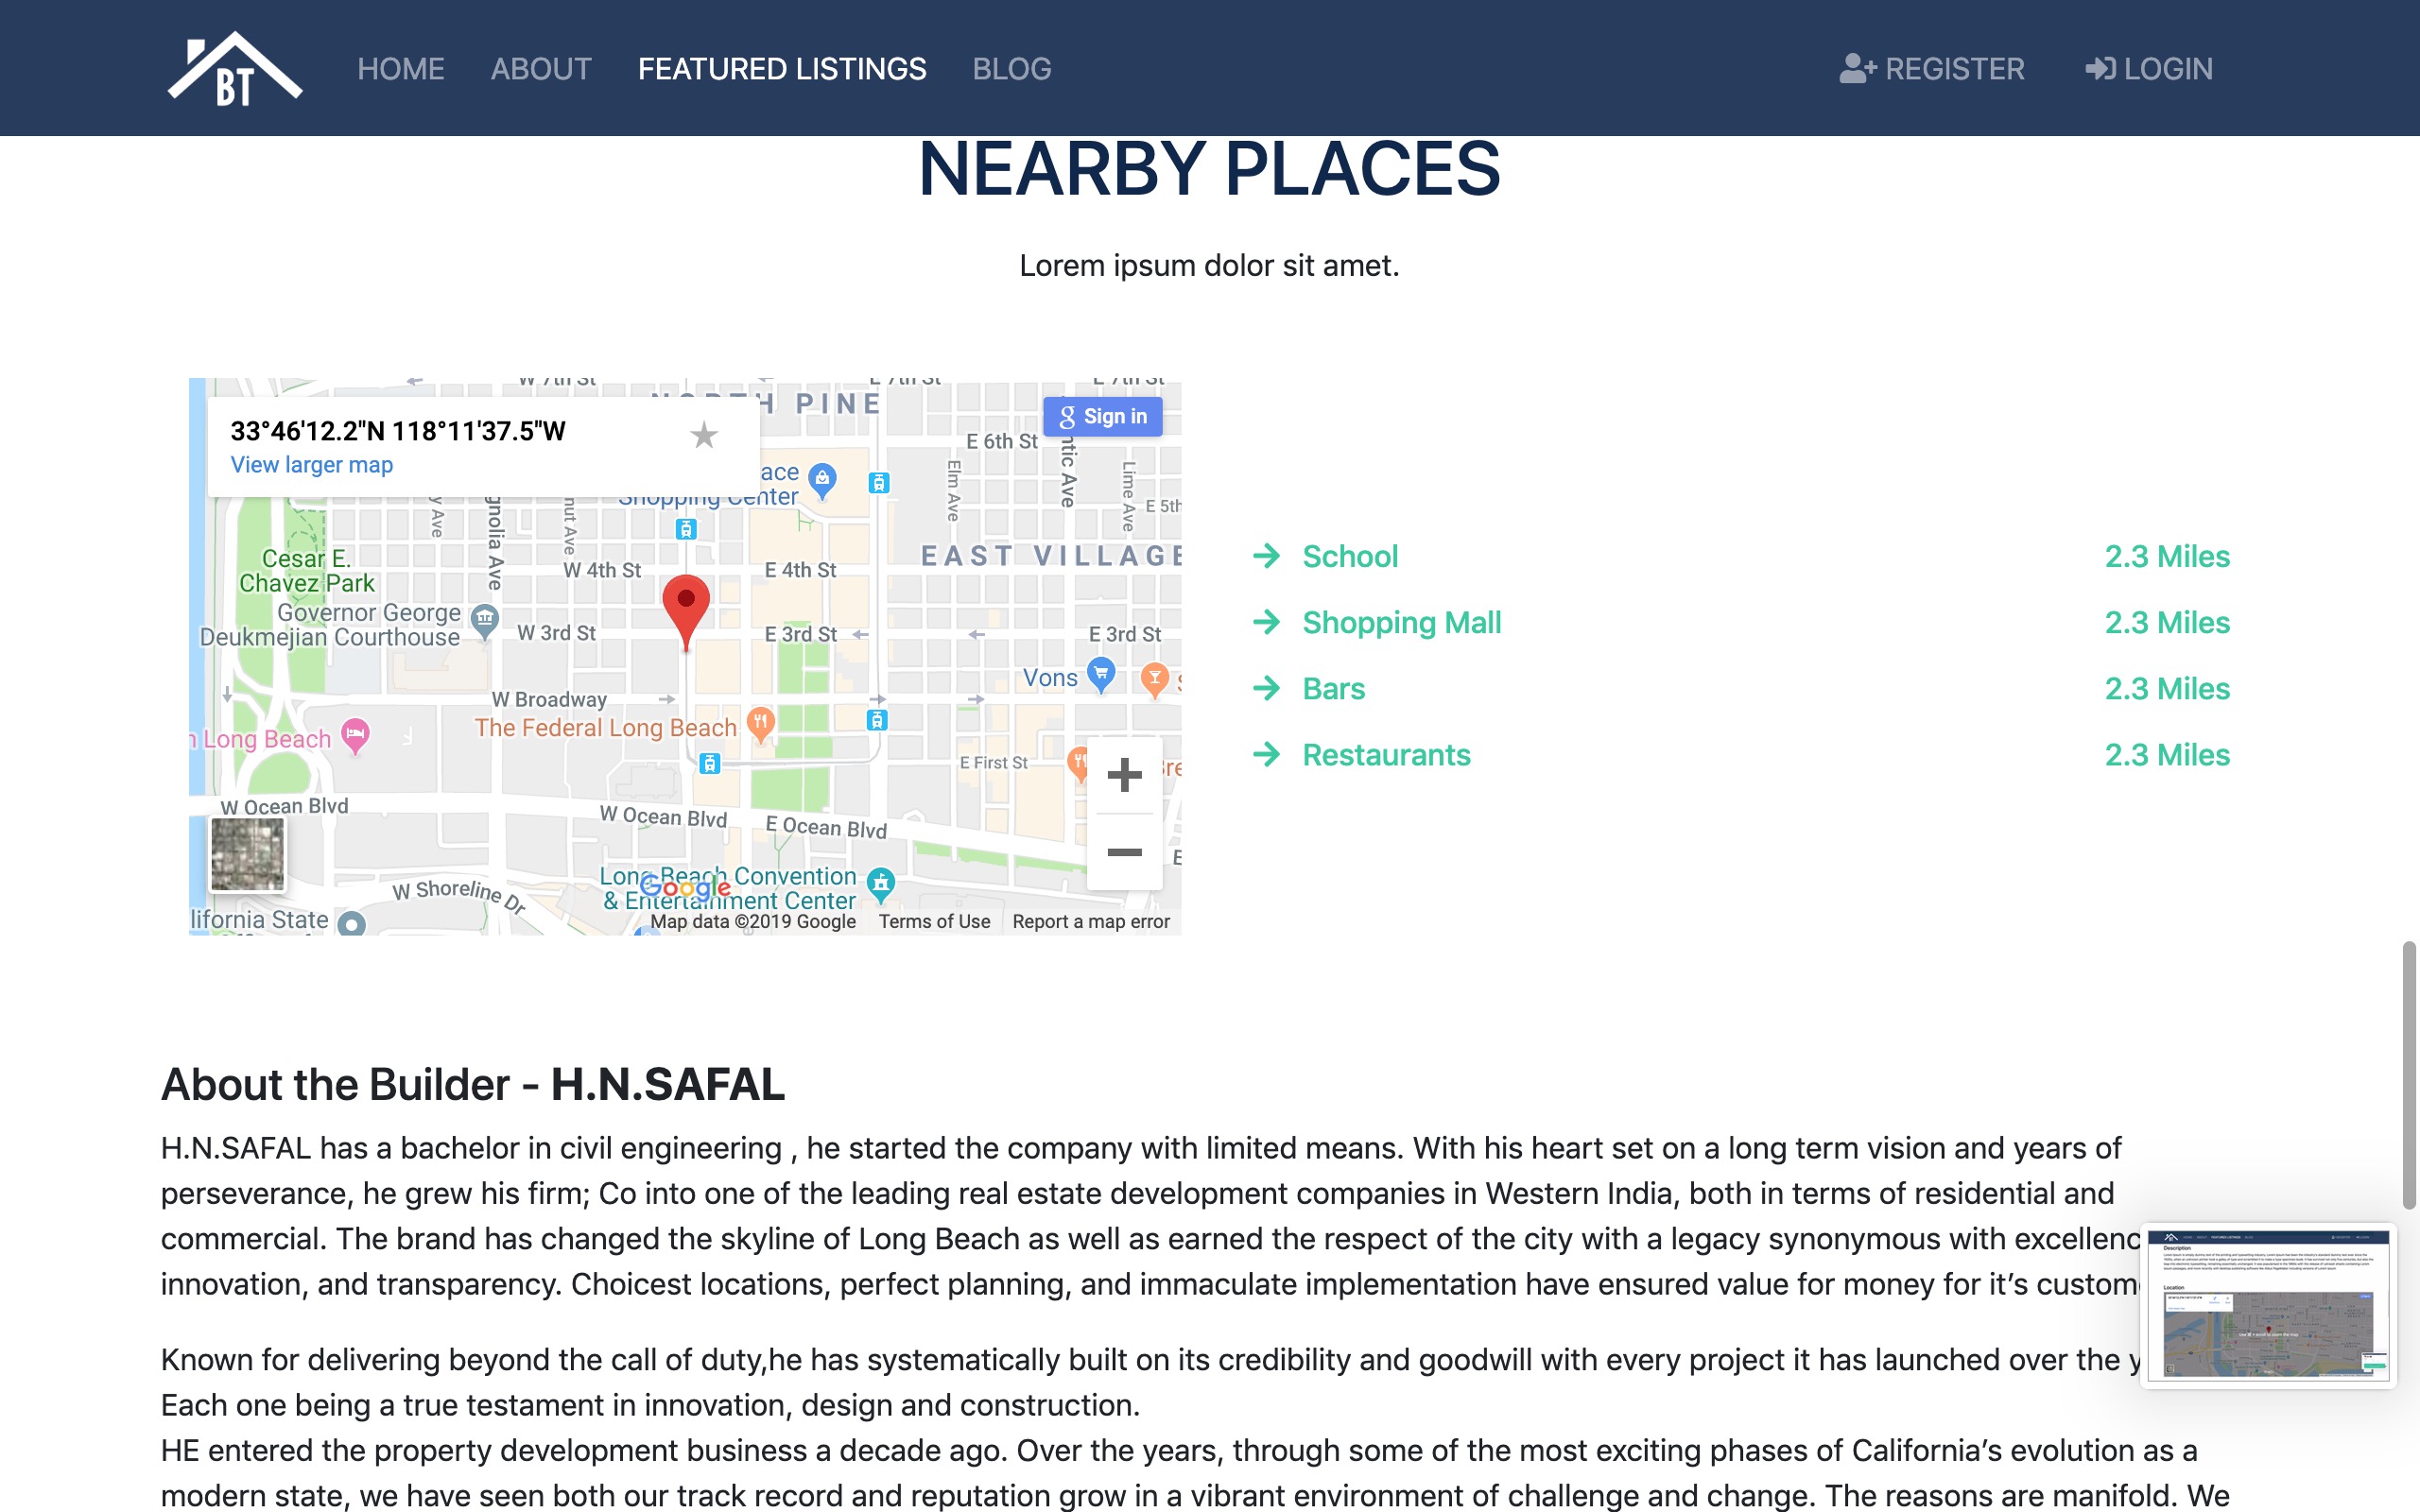 BT
HOME ABOUT FEATURED LISTINGS BLOG REGISTER LOGIN
NEARBY PLACES
Lorem ipsum dolor sit amet.
33°46'12.2"N 118°11'37.5"W
View larger map
Sign in
W 7th St
E 7th St
E 7th St
PINE
E 6th St
Shopping Center
Elm Ave
Lime Ave
E 5th
EAST VILLAGE
Cesar E.
Chavez Park
W 4th St
E 4th St
Governor George
Deukmejian Courthouse
W 3rd St
E 3rd St
E 3rd St
Vons
W Broadway
The Federal Long Beach
Long Beach
E First St
W Ocean Blvd
W Ocean Blvd
E Ocean Blvd
Long Beach Convention
& Entertainment Center
Google
W Shoreline Dr
lifornia State
Map data ©2019 Google Terms of Use Report a map error
School 2.3 Miles
Shopping Mall 2.3 Miles
Bars 2.3 Miles
Restaurants 2.3 Miles
About the Builder - H.N.SAFAL
H.N.SAFAL has a bachelor in civil engineering , he started the company with limited means. With his heart set on a long term vision and years of
perseverance, he grew his firm; Co into one of the leading real estate development companies in Western India, both in terms of residential and
commercial. The brand has changed the skyline of Long Beach as well as earned the respect of the city with a legacy synonymous with excellenc
innovation, and transparency. Choicest locations, perfect planning, and immaculate implementation have ensured value for money for it’s custom
Known for delivering beyond the call of duty,he has systematically built on its credibility and goodwill with every project it has launched over the y
Each one being a true testament in innovation, design and construction.
HE entered the property development business a decade ago. Over the years, through some of the most exciting phases of California’s evolution as a
modern state, we have seen both our track record and reputation grow in a vibrant environment of challenge and change. The reasons are manifold. We
Description
Location